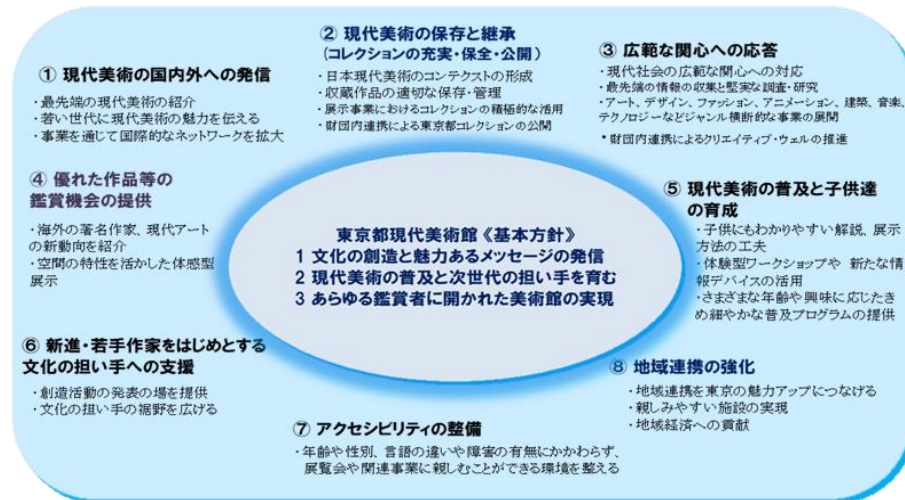 ① 現代美術の国内外への発信
・最先端の現代美術の紹介
・若い世代に現代美術の魅力を伝える
・事業を通じて国際的なネットワークを拡大
② 現代美術の保存と継承
(コレクションの充実・保全・公開)
・日本現代美術のコンテクストの形成
・収蔵作品の適切な保存・管理
・展示事業におけるコレクションの積極的な活用
・財団内連携による東京都コレクションの公開
③ 広範な関心への応答
・現代社会の広範な関心への対応
・最先端の情報の収集と堅実な調査・研究
・アート、デザイン、ファッション、アニメーション、建築、音楽、
テクノロジーなどジャンル横断的な事業の展開
*財団内連携によるクリエイティブ・ウェルの推進
④ 優れた作品等の
鑑賞機会の提供
・海外の著名作家、現代アート
の新動向を紹介
・空間の特性を活かした体感型
展示
東京都現代美術館《基本方針》
1 文化の創造と魅力あるメッセージの発信
2 現代美術の普及と次世代の担い手を育む
3 あらゆる鑑賞者に開かれた美術館の実現
⑤ 現代美術の普及と子供達
の育成
・子供にもわかりやすい解説、展示
方法の工夫
・体験型ワークショップや 新たな情
報デバイスの活用
・さまざまな年齢や興味に応じたき
め細やかな普及プログラムの提供
⑥ 新進・若手作家をはじめとする
文化の担い手への支援
・創造活動の発表の場を提供
・文化の担い手の裾野を広げる
⑦ アクセシビリティの整備
・年齢や性別、言語の違いや障害の有無にかかわらず、
展覧会や関連事業に親しむことができる環境を整える
⑧ 地域連携の強化
・地域連携を東京の魅力アップにつなげる
・親しみやすい施設の実現
・地域経済への貢献